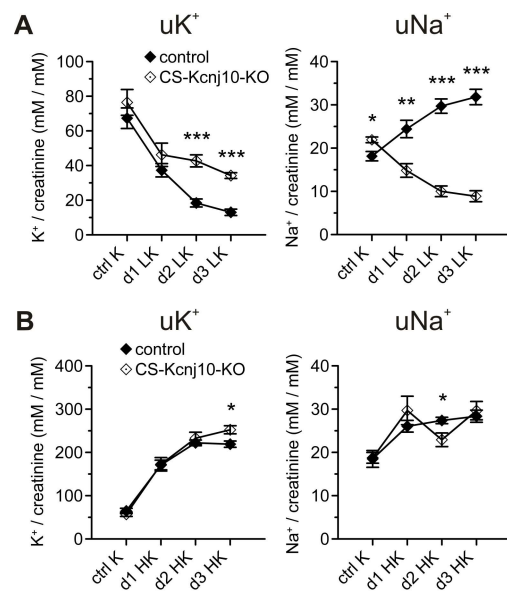 A
uK⁺
uNa⁺
control
CS-Kcnj10-KO
K⁺ / creatinine (mM / mM)
100
80
60
40
20
0
***
***
ctrl K
d1 LK
d2 LK
d3 LK
Na⁺ / creatinine (mM / mM)
40
30
20
10
0
*
**
***
***
ctrl K
d1 LK
d2 LK
d3 LK
B
uK⁺
uNa⁺
control
CS-Kcnj10-KO
K⁺ / creatinine (mM / mM)
400
300
200
100
0
*
ctrl K
d1 HK
d2 HK
d3 HK
Na⁺ / creatinine (mM / mM)
40
30
20
10
0
*
ctrl K
d1 HK
d2 HK
d3 HK